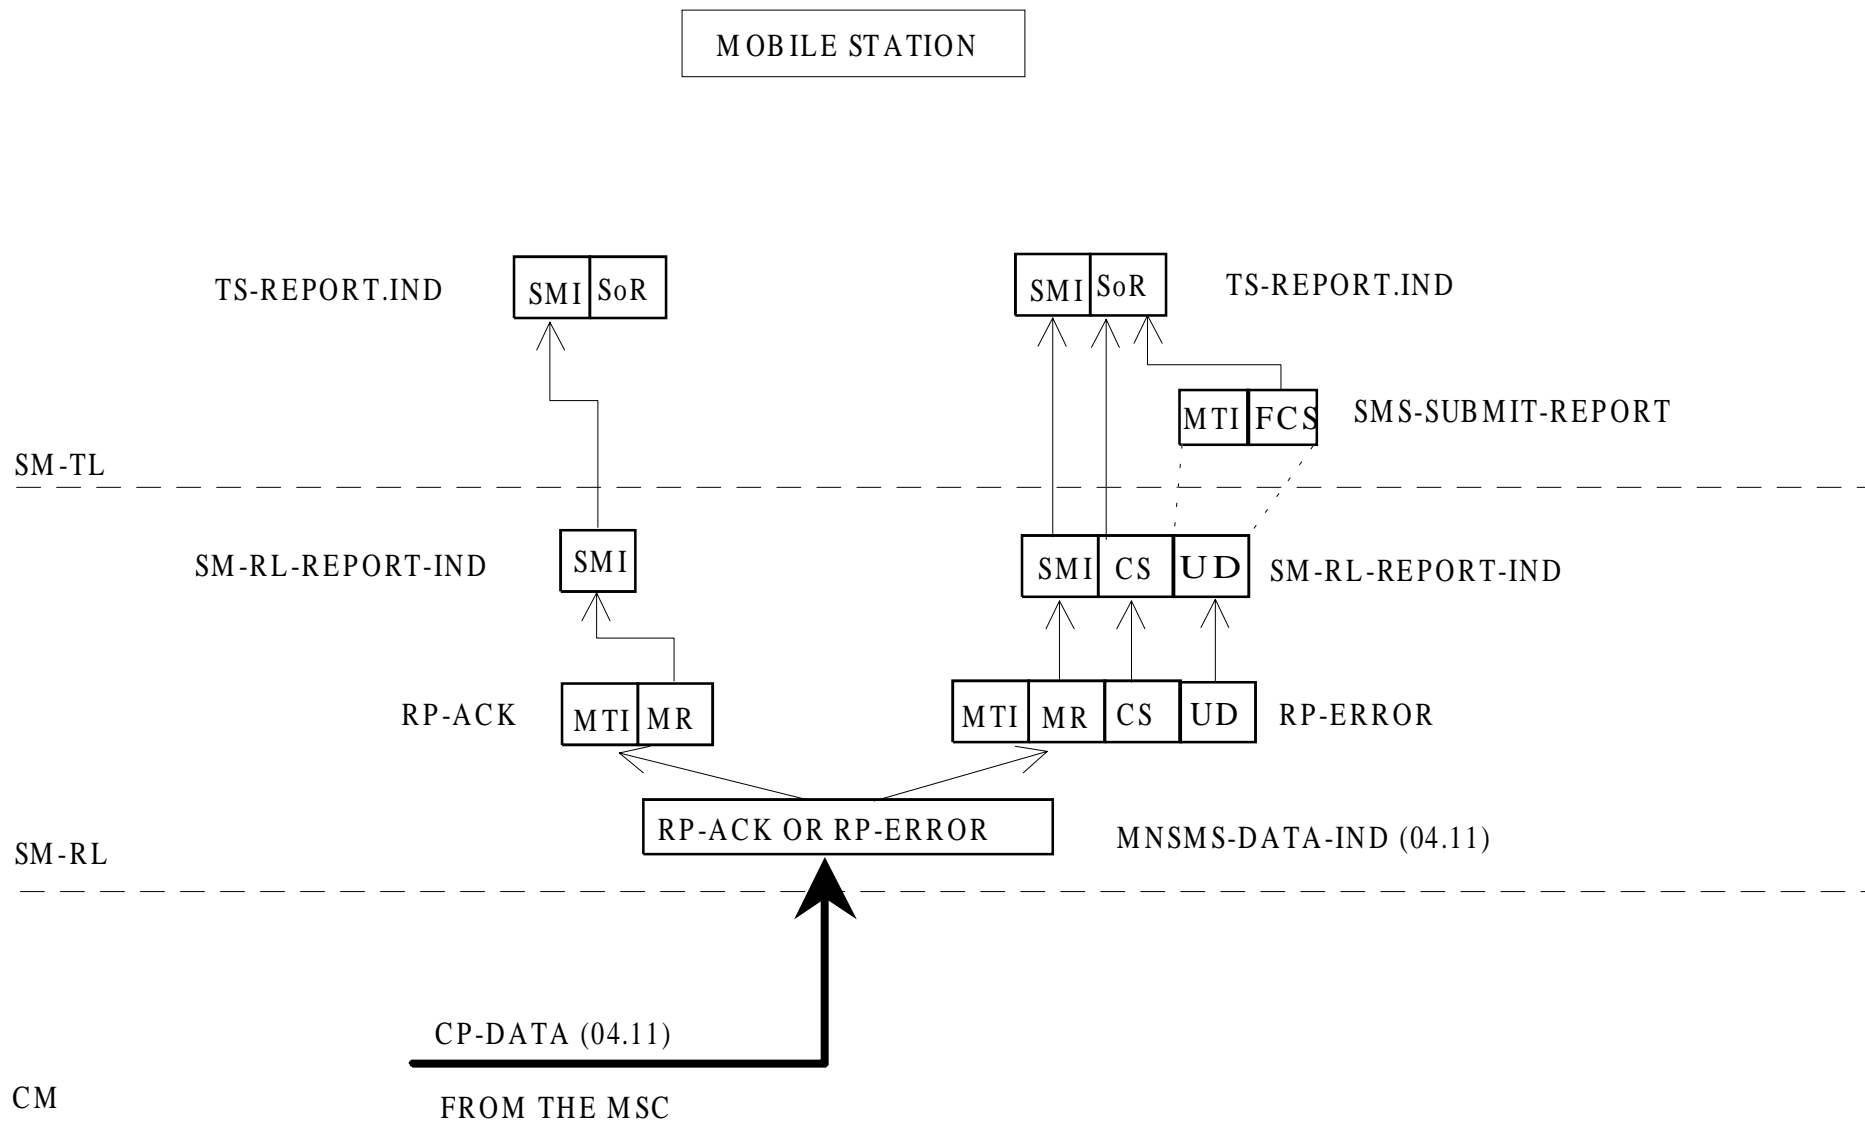 MOBILE STATION
TS-REPORT.IND SMI SoR SMI SoR TS-REPORT.IND
MTI FCS SMS-SUBMIT-REPORT
SM-TL
SM-RL-REPORT-IND SMI SMI CS UD SM-RL-REPORT-IND
RP-ACK MTI MR MTI MR CS UD RP-ERROR
RP-ACK OR RP-ERROR MNSMS-DATA-IND (04.11)
SM-RL
CP-DATA (04.11)
CM
FROM THE MSC